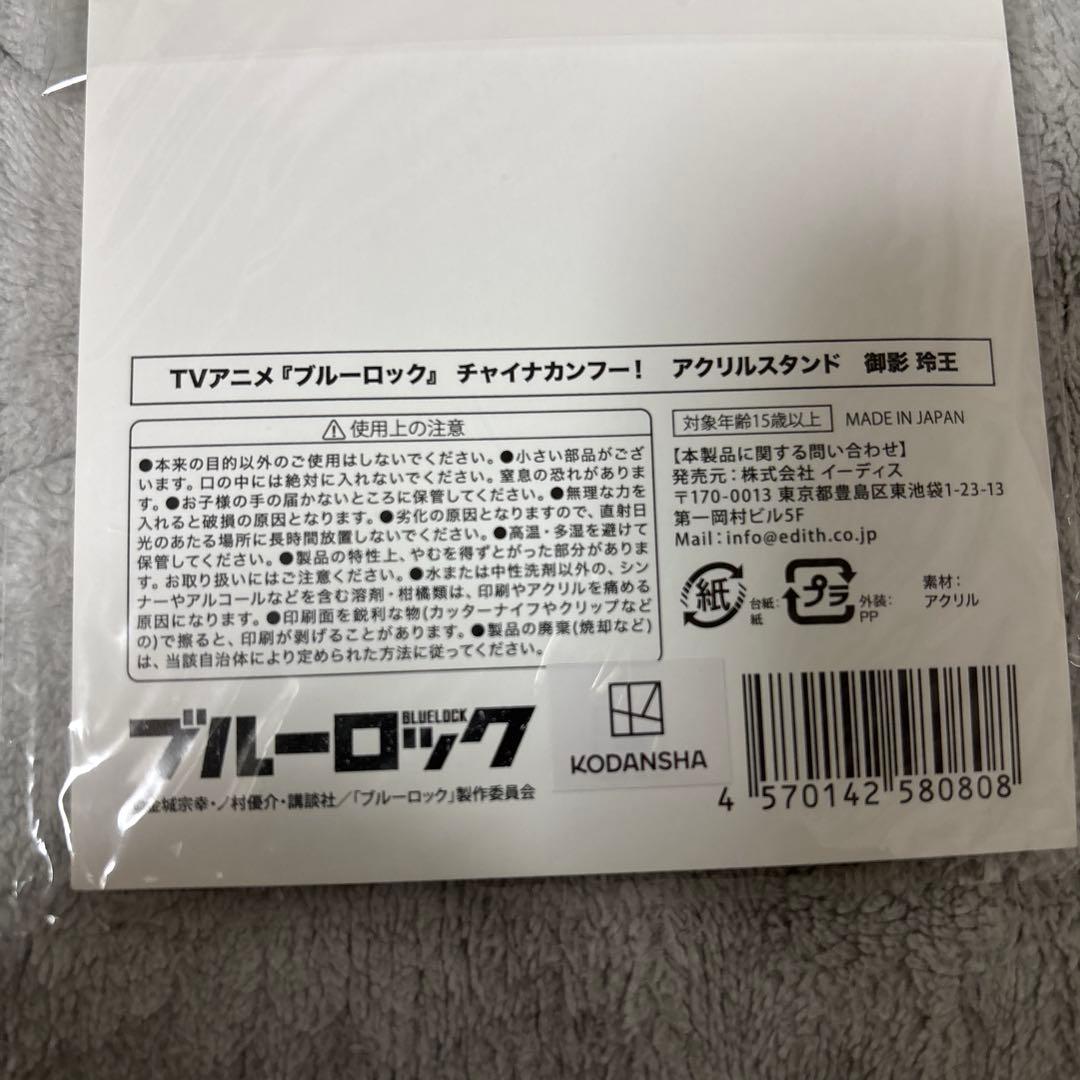 TVアニメ『ブルーロック』 チャイナカンフー! アクリルスタンド 御影 玲王
⚠使用上の注意
●本来の目的以外のご使用はしないでください。●小さい部品がござ
います。口の中には絶対に入れないでください。窒息の恐れがありま
す。●お子様の手の届かないところに保管してください。●無理な力を
入れると破損の原因となります。●劣化の原因となりますので、直射日
光のあたる場所に長時間放置しないでください。●高温・多湿を避けて
保管してください。●製品の特性上、やむを得ずとがった部分がありま
す。お取り扱いにはご注意ください。●水または中性洗剤以外の、シン
ナーやアルコールなどを含む溶剤・柑橘類は、印刷やアクリルを痛める
原因になります。●印刷面を鋭利な物(カッターナイフやクリップなど
の)で擦ると、印刷が剥げることがあります。●製品の廃棄(焼却など)
は、当該自治体により定められた方法に従ってください。
対象年齢15歳以上 MADE IN JAPAN
【本製品に関する問い合わせ】
発売元：株式会社 イーディス
〒170-0013 東京都豊島区東池袋1-23-13
第一岡村ビル5F
Mail：info@edith.co.jp
紙 台紙：
紙
プラ 外装：
PP
素材：
アクリル
ブルーロック
BLUELOCK
©金城宗幸・ノ村優介・講談社／「ブルーロック」製作委員会
KODANSHA
4 570142 580808